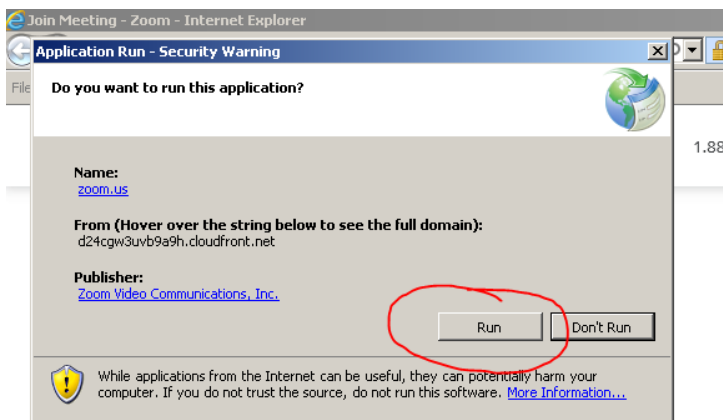 Join Meeting - Zoom - Internet Explorer
Application Run - Security Warning
File
Do you want to run this application?
1.88
Name:
zoom.us
From (Hover over the string below to see the full domain):
d24cgw3uvb9a9h.cloudfront.net
Publisher:
Zoom Video Communications, Inc.
Run
Don't Run
While applications from the Internet can be useful, they can potentially harm your
computer. If you do not trust the source, do not run this software. More Information...